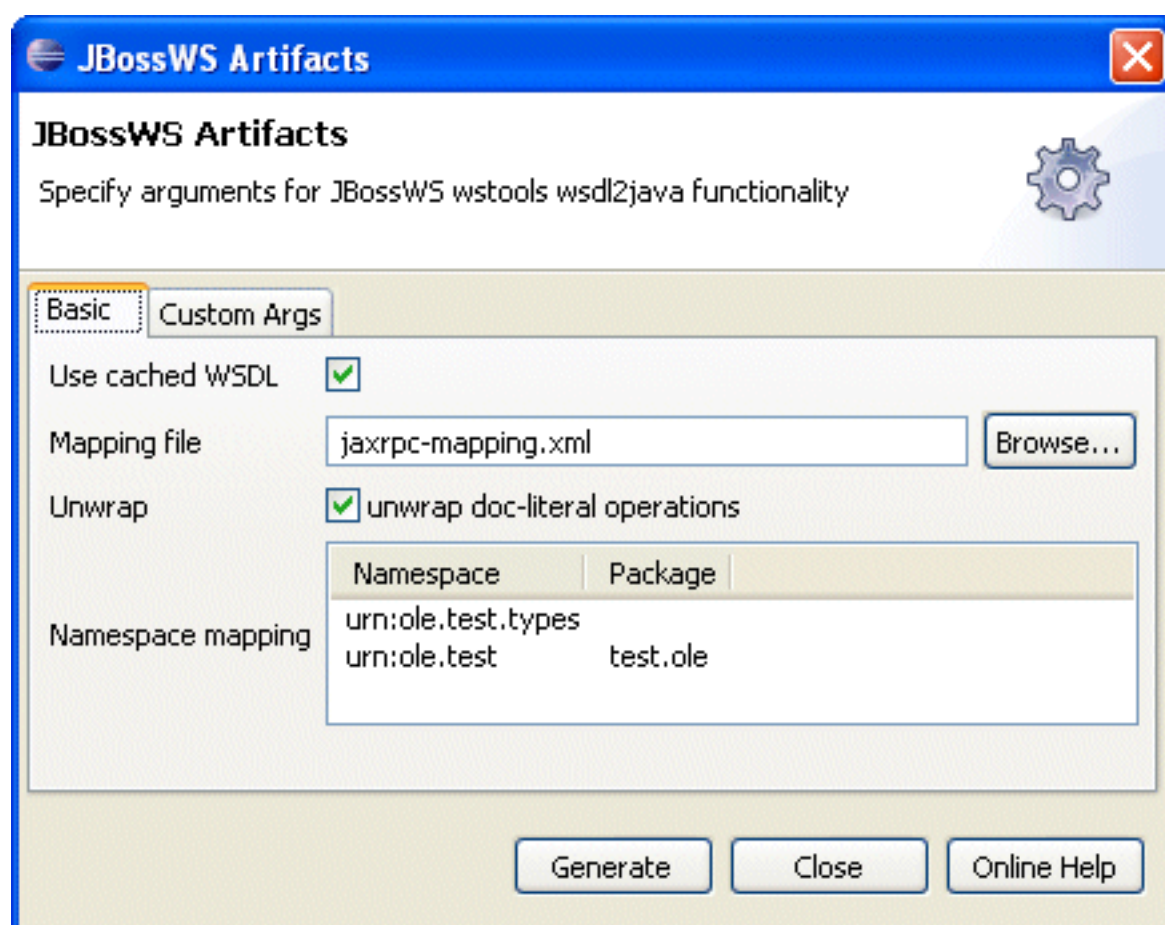 JBossWS Artifacts
JBossWS Artifacts
Specify arguments for JBossWS wstools wsdl2java functionality
Basic Custom Args
Use cached WSDL
Mapping file jaxrpc-mapping.xml Browse...
Unwrap unwrap doc-literal operations
Namespace Package
urn:ole.test.types
Namespace mapping
urn:ole.test test.ole
Generate Close Online Help